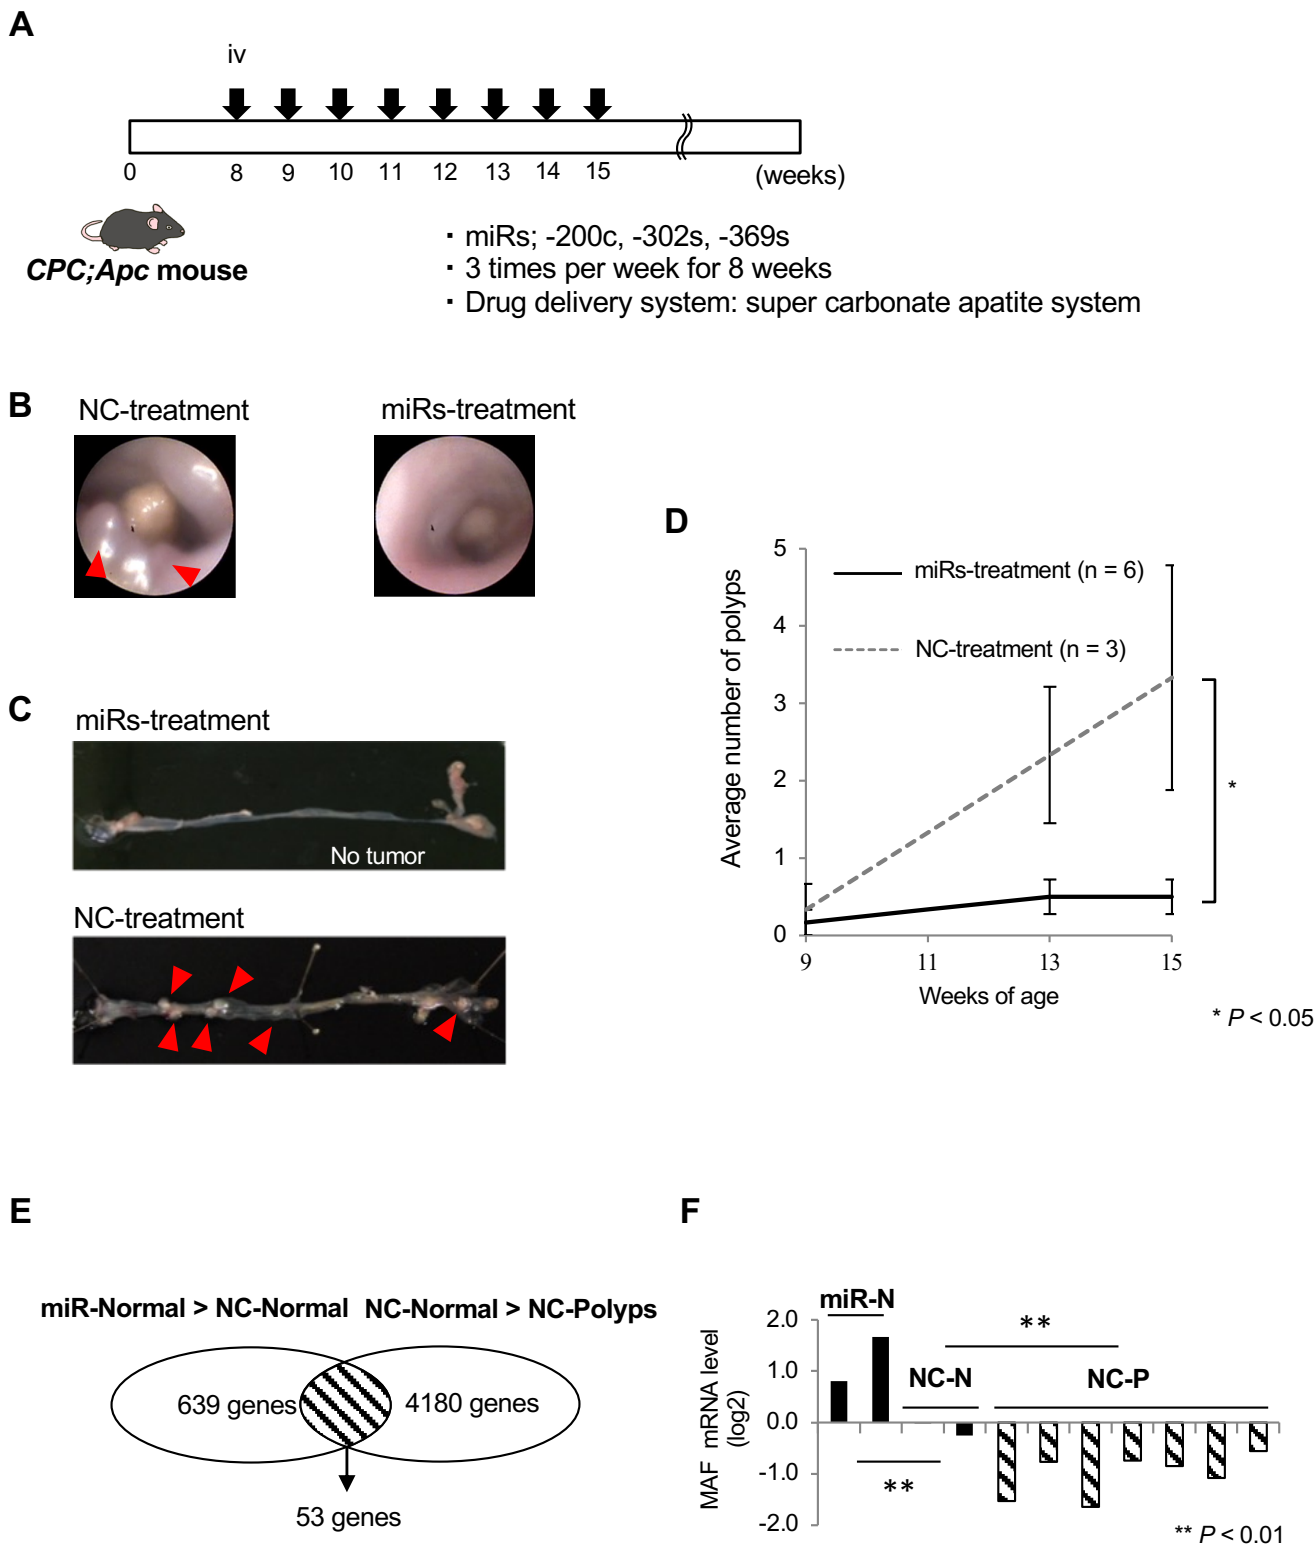 A
iv
0 8 9 10 11 12 13 14 15 (weeks)
CPC;Apc mouse
・miRs; -200c, -302s, -369s
・3 times per week for 8 weeks
・Drug delivery system: super carbonate apatite system
B
NC-treatment
miRs-treatment
C
miRs-treatment
No tumor
NC-treatment
D
Average number of polyps
5
4
3
2
1
0
miRs-treatment (n = 6)
NC-treatment (n = 3)
*
9 11 13 15
Weeks of age
* P < 0.05
E
miR-Normal > NC-Normal NC-Normal > NC-Polyps
639 genes 4180 genes
53 genes
F
MAF mRNA level
(log2)
2.0
1.0
0.0
-1.0
-2.0
miR-N
**
NC-N NC-P
**
** P < 0.01